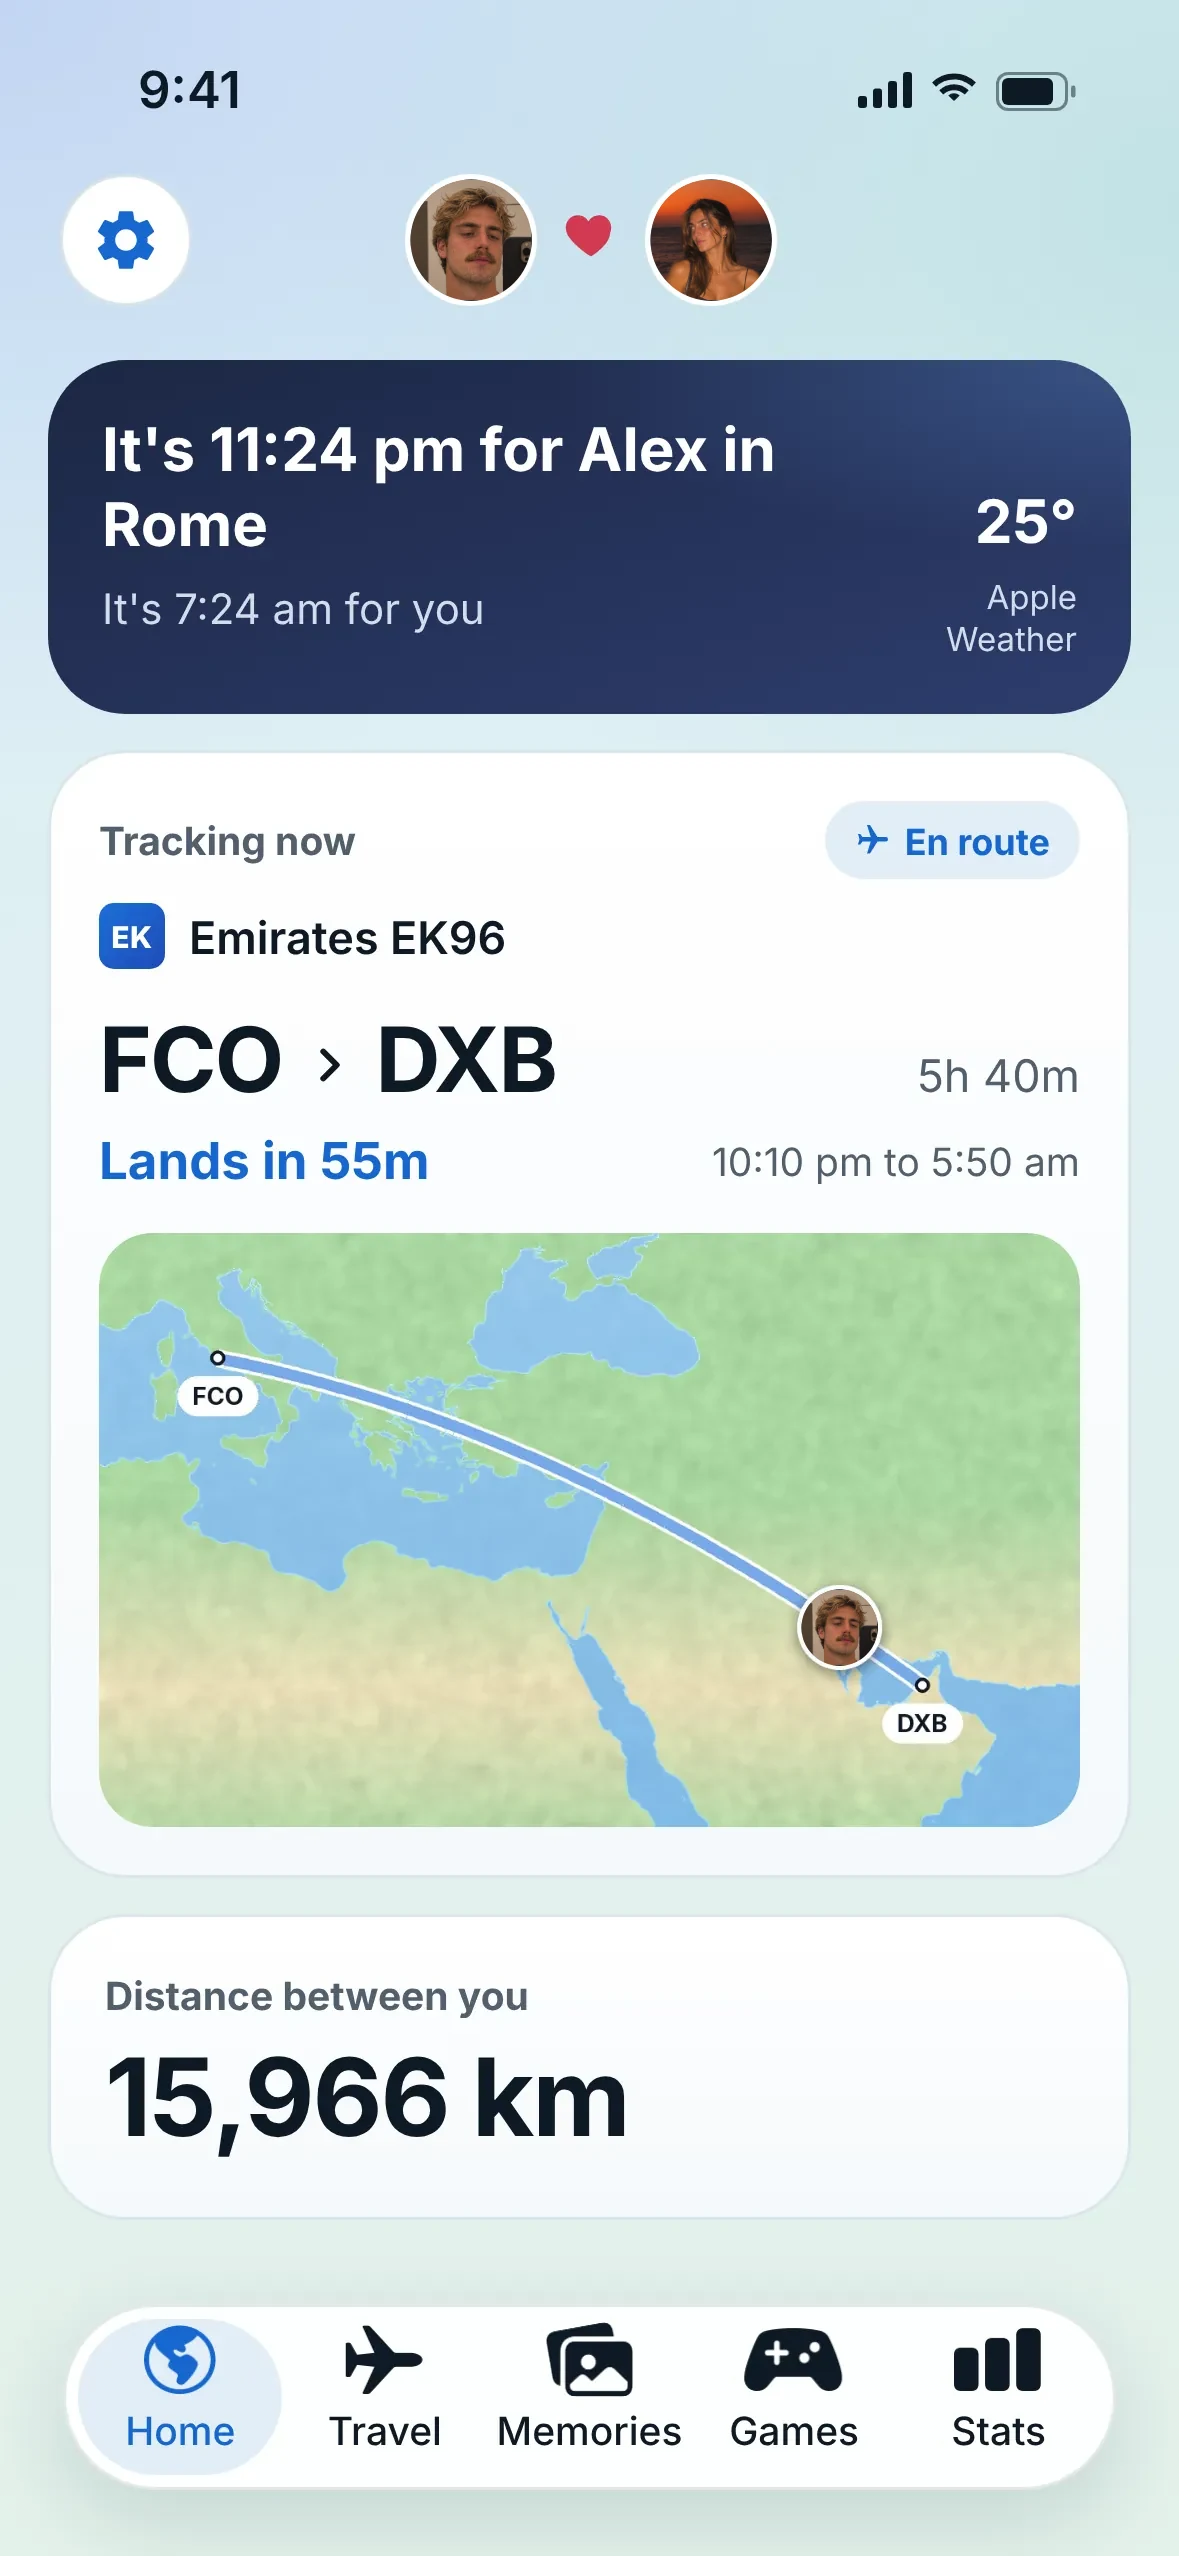 9:41
It's 11:24 pm for Alex in
Rome
25°
It's 7:24 am for you
Apple
Weather
Tracking now
En route
EK
Emirates EK96
FCO › DXB
5h 40m
Lands in 55m
10:10 pm to 5:50 am
FCO
DXB
Distance between you
15,966 km
Home
Travel
Memories
Games
Stats